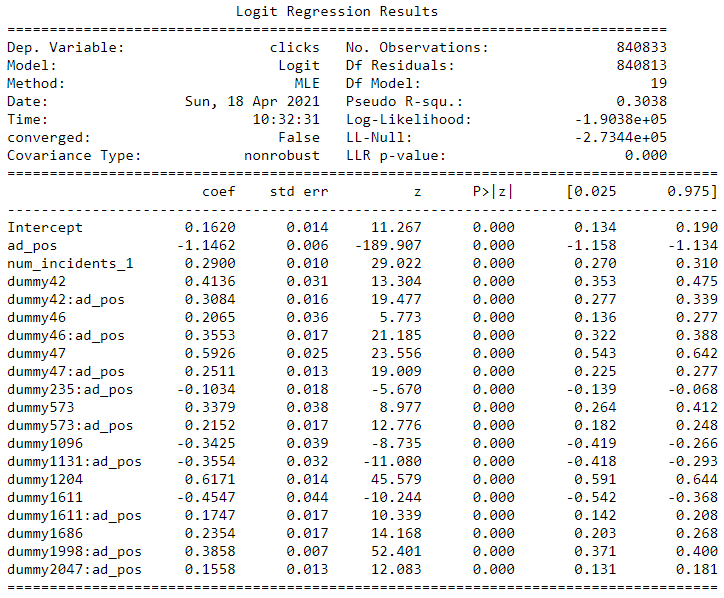 Logit Regression Results
==============================================================================
Dep. Variable: clicks No. Observations: 840833
Model: Logit Df Residuals: 840813
Method: MLE Df Model: 19
Date: Sun, 18 Apr 2021 Pseudo R-squ.: 0.3038
Time: 10:32:31 Log-Likelihood: -1.9038e+05
converged: False LL-Null: -2.7344e+05
Covariance Type: nonrobust LLR p-value: 0.000
====================================================================================
coef std err z P>|z| [0.025 0.975]
------------------------------------------------------------------------------------
Intercept 0.1620 0.014 11.267 0.000 0.134 0.190
ad_pos -1.1462 0.006 -189.907 0.000 -1.158 -1.134
num_incidents_1 0.2900 0.010 29.022 0.000 0.270 0.310
dummy42 0.4136 0.031 13.304 0.000 0.353 0.475
dummy42:ad_pos 0.3084 0.016 19.477 0.000 0.277 0.339
dummy46 0.2065 0.036 5.773 0.000 0.136 0.277
dummy46:ad_pos 0.3553 0.017 21.185 0.000 0.322 0.388
dummy47 0.5926 0.025 23.556 0.000 0.543 0.642
dummy47:ad_pos 0.2511 0.013 19.009 0.000 0.225 0.277
dummy235:ad_pos -0.1034 0.018 -5.670 0.000 -0.139 -0.068
dummy573 0.3379 0.038 8.977 0.000 0.264 0.412
dummy573:ad_pos 0.2152 0.017 12.776 0.000 0.182 0.248
dummy1096 -0.3425 0.039 -8.735 0.000 -0.419 -0.266
dummy1131:ad_pos -0.3554 0.032 -11.080 0.000 -0.418 -0.293
dummy1204 0.6171 0.014 45.579 0.000 0.591 0.644
dummy1611 -0.4547 0.044 -10.244 0.000 -0.542 -0.368
dummy1611:ad_pos 0.1747 0.017 10.339 0.000 0.142 0.208
dummy1686 0.2354 0.017 14.168 0.000 0.203 0.268
dummy1998:ad_pos 0.3858 0.007 52.401 0.000 0.371 0.400
dummy2047:ad_pos 0.1558 0.013 12.083 0.000 0.131 0.181
====================================================================================